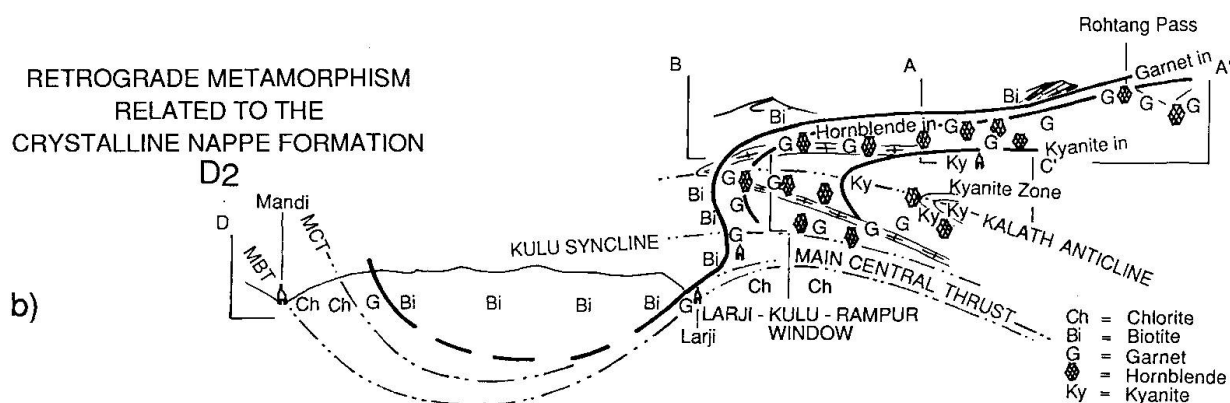 RETROGRADE METAMORPHISM
RELATED TO THE
CRYSTALLINE NAPPE FORMATION
D2
b)
Rohtang Pass
B
A
A'
Garnet in
Bi
G
G
G
Bi
Hornblende in
G
G
G
G
G
G
Kyanite in
Ky
C'
G
G
Ky
Kyanite Zone
Bi
G
Ky
Ky
Bi
G
G
G
KALATH ANTICLINE
Mandi
D
MCT
MBT
KULU SYNCLINE
G
Bi
MAIN CENTRAL THRUST
Ch
Ch
G
Bi
Bi
Bi
Bi
G
Ch
Ch
Larji
LARJI - KULU - RAMPUR
WINDOW
Ch = Chlorite
Bi = Biotite
G = Garnet
= Hornblende
Ky = Kyanite